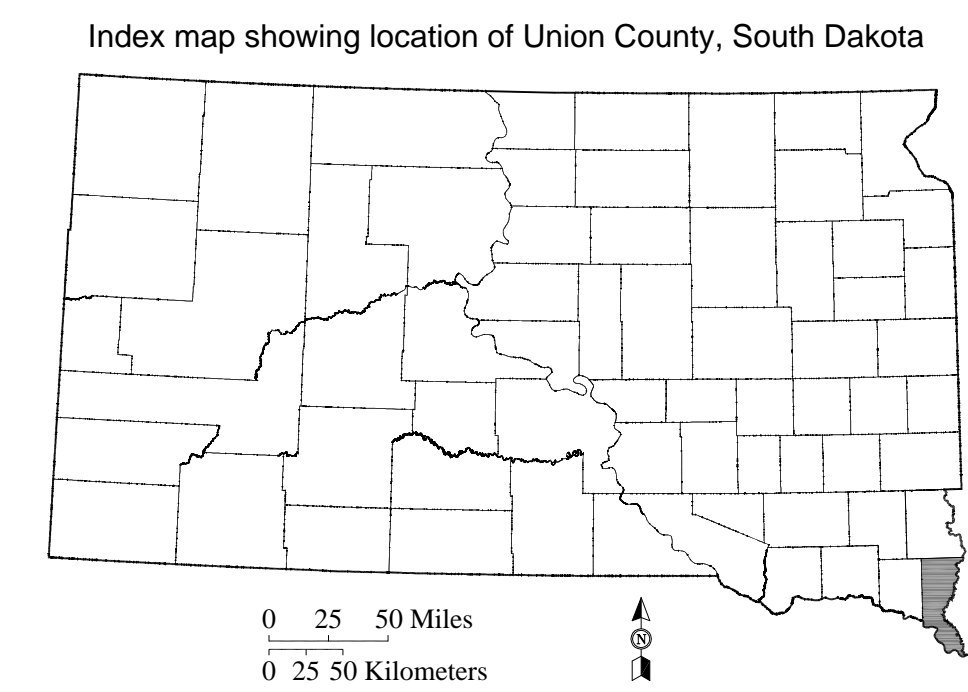 Index map showing location of Union County, South Dakota
0 25 50 Miles
0 25 50 Kilometers
N